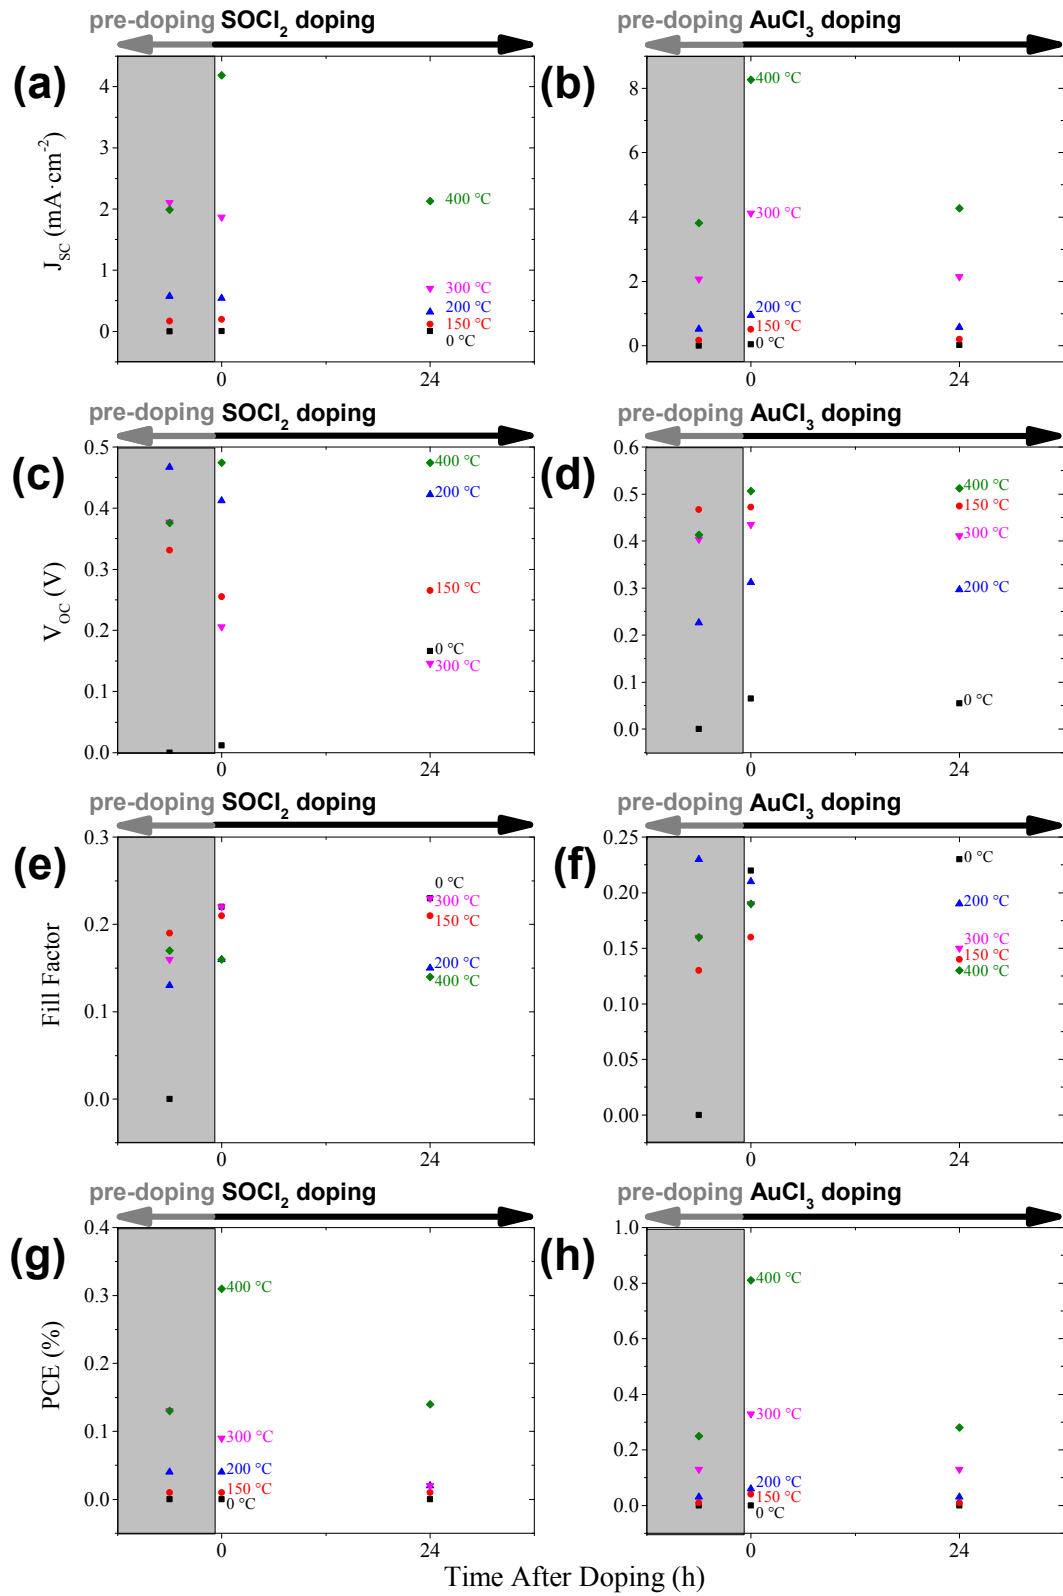 pre-doping SOCl₂ doping
pre-doping AuCl₃ doping
(a)
4
3
2
1
0
J_SC (mA·cm⁻²)
400 °C
300 °C
200 °C
150 °C
0 °C
0
24
(b)
8
6
4
2
0
400 °C
300 °C
200 °C
150 °C
0 °C
0
24
pre-doping SOCl₂ doping
pre-doping AuCl₃ doping
(c)
0.5
0.4
0.3
0.2
0.1
0.0
V_OC (V)
400 °C
200 °C
150 °C
0 °C
300 °C
0
24
(d)
0.6
0.5
0.4
0.3
0.2
0.1
0.0
400 °C
150 °C
300 °C
200 °C
0 °C
0
24
pre-doping SOCl₂ doping
pre-doping AuCl₃ doping
(e)
0.3
0.2
0.1
0.0
Fill Factor
0 °C
300 °C
150 °C
200 °C
400 °C
0
24
(f)
0.25
0.20
0.15
0.10
0.05
0.00
0 °C
200 °C
300 °C
150 °C
400 °C
0
24
pre-doping SOCl₂ doping
pre-doping AuCl₃ doping
(g)
0.4
0.3
0.2
0.1
0.0
PCE (%)
400 °C
300 °C
200 °C
150 °C
0 °C
0
24
(h)
1.0
0.8
0.6
0.4
0.2
0.0
400 °C
300 °C
200 °C
150 °C
0 °C
0
24
Time After Doping (h)